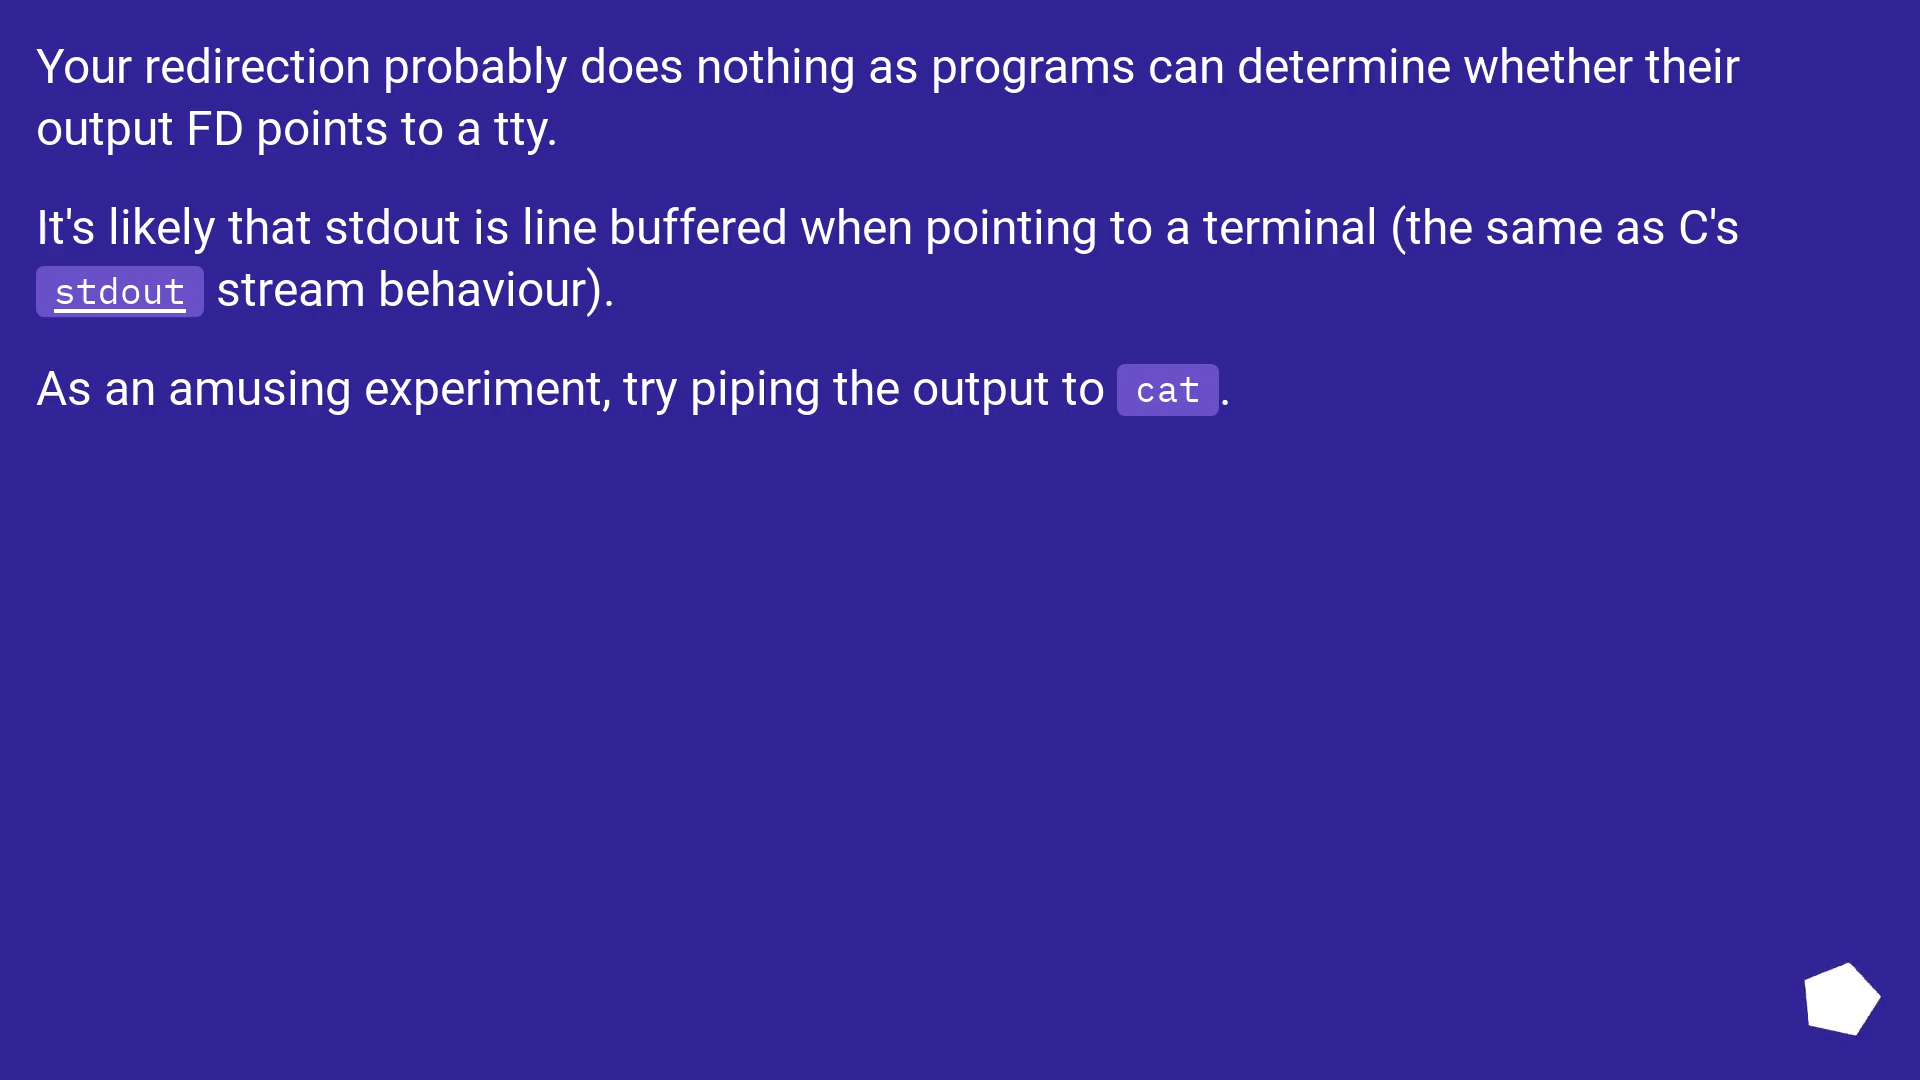 Your redirection probably does nothing as programs can determine whether their
output FD points to a tty.
It's likely that stdout is line buffered when pointing to a terminal (the same as C's
stdout stream behaviour).
As an amusing experiment, try piping the output to cat.